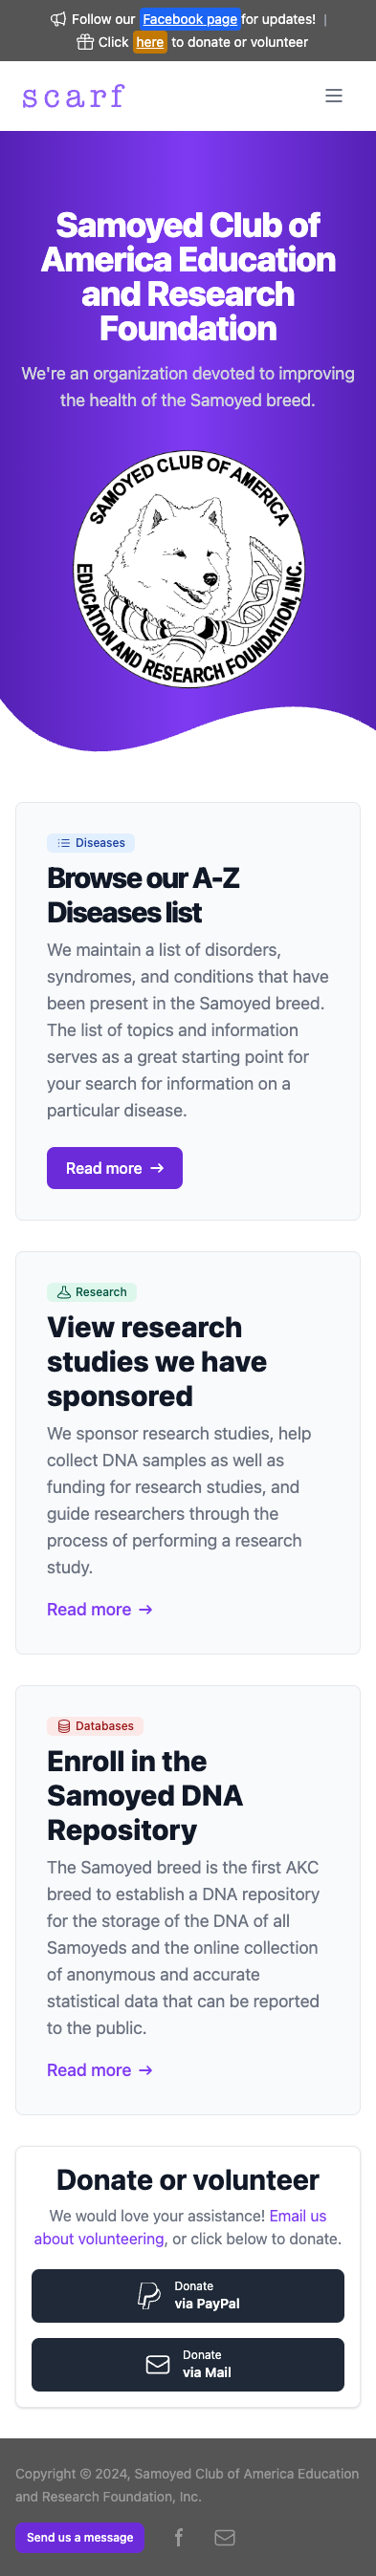 Follow our Facebook page for updates! |
Click here to donate or volunteer
scarf
Samoyed Club of
America Education
and Research
Foundation
We're an organization devoted to improving
the health of the Samoyed breed.
SAMOYED CLUB OF AMERICA
EDUCATION AND RESEARCH FOUNDATION, INC.
Diseases
Browse our A-Z
Diseases list
We maintain a list of disorders,
syndromes, and conditions that have
been present in the Samoyed breed.
The list of topics and information
serves as a great starting point for
your search for information on a
particular disease.
Read more →
Research
View research
studies we have
sponsored
We sponsor research studies, help
collect DNA samples as well as
funding for research studies, and
guide researchers through the
process of performing a research
study.
Read more →
Databases
Enroll in the
Samoyed DNA
Repository
The Samoyed breed is the first AKC
breed to establish a DNA repository
for the storage of the DNA of all
Samoyeds and the online collection
of anonymous and accurate
statistical data that can be reported
to the public.
Read more →
Donate or volunteer
We would love your assistance! Email us
about volunteering, or click below to donate.
Donate
via PayPal
Donate
via Mail
Copyright © 2024, Samoyed Club of America Education
and Research Foundation, Inc.
Send us a message